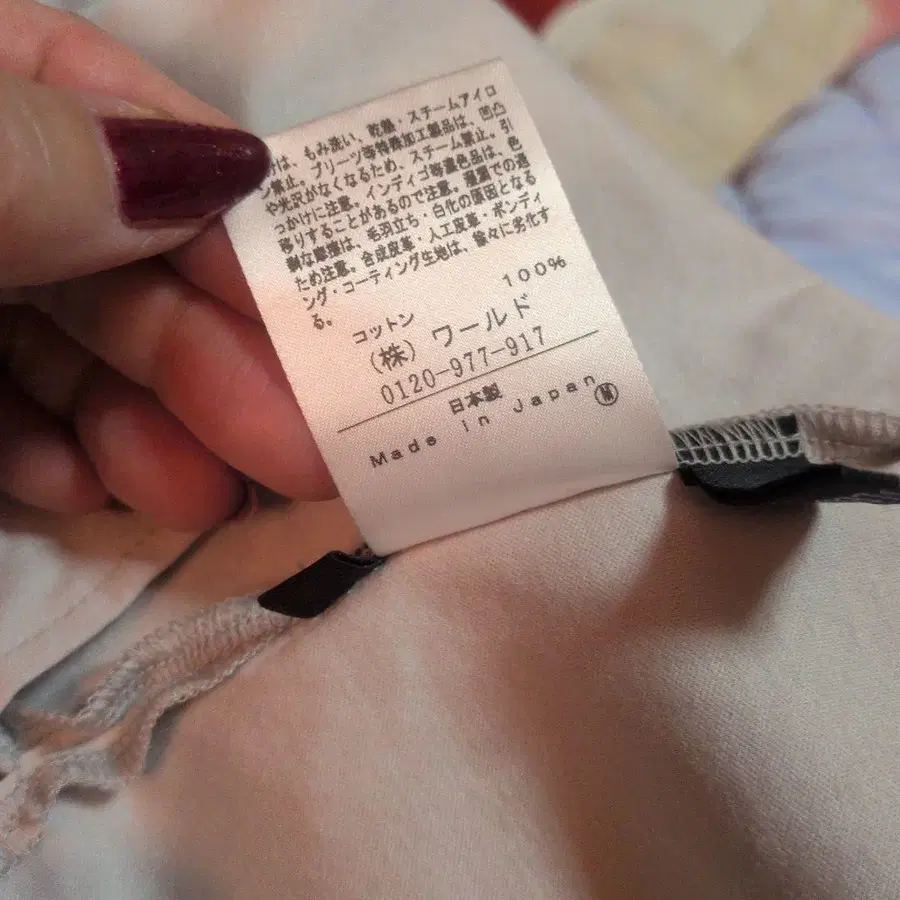 は、もみ洗い、乾燥・スチームアイロ
ン禁止。プリーツ等特殊加工製品は、凹凸
や光沢がなくなるため、スチーム禁止。引
っかけに注意。インディゴ等濃色品は、色
移りすることがあるので注意。着用での過
剰な摩擦は、毛羽立ち・白化の原因となる
ため注意。合成皮革・人工皮革・ボンディ
ング・コーティング生地は、徐々に劣化す
る。
コットン 100%
(株) ワールド
0120-977-917
日本製
Made in Japan Ⓜ